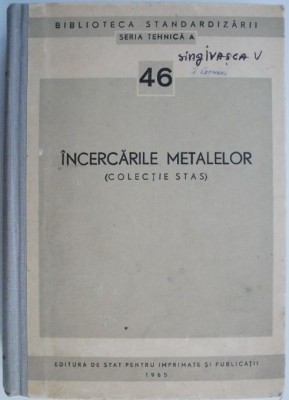 BIBLIOTECA STANDARDIZĂRII
SERIA TEHNICĂ A
46
ÎNCERCĂRILE METALELOR
(COLECȚIE STAS)
EDITURA DE STAT PENTRU IMPRIMATE ȘI PUBLICAȚII
1965